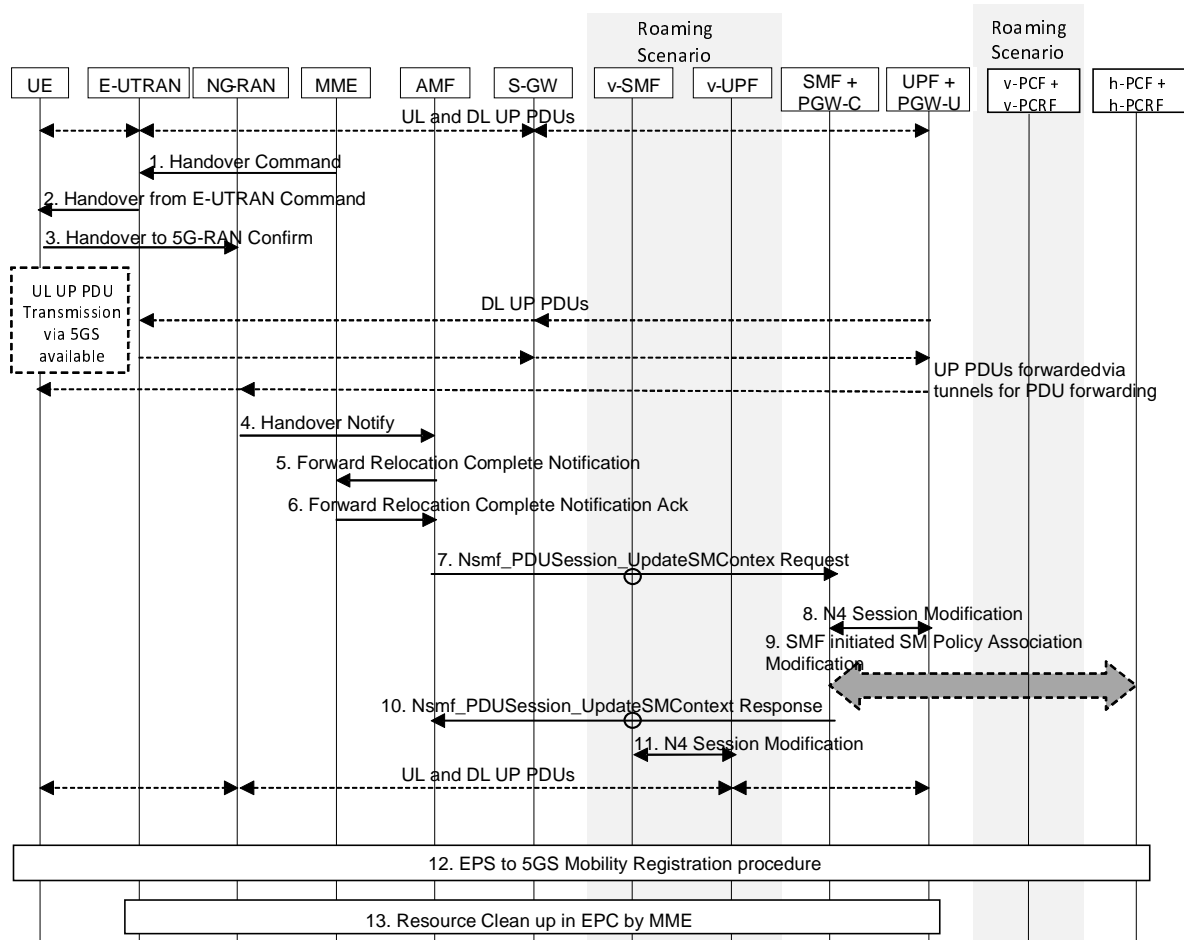 Roaming
Scenario
Roaming
Scenario
UE
E-UTRAN
NG-RAN
MME
AMF
S-GW
v-SMF
v-UPF
SMF +
PGW-C
UPF +
PGW-U
v-PCF +
v-PCRF
h-PCF +
h-PCRF
UL and DL UP PDUs
1. Handover Command
2. Handover from E-UTRAN Command
3. Handover to 5G-RAN Confirm
UL UP PDU
Transmission
via 5GS
available
DL UP PDUs
UP PDUs forwardedvia
tunnels for PDU forwarding
4. Handover Notify
5. Forward Relocation Complete Notification
6. Forward Relocation Complete Notification Ack
7. Nsmf_PDUSession_UpdateSMContex Request
8. N4 Session Modification
9. SMF initiated SM Policy Association
Modification
10. Nsmf_PDUSession_UpdateSMContext Response
11. N4 Session Modification
UL and DL UP PDUs
12. EPS to 5GS Mobility Registration procedure
13. Resource Clean up in EPC by MME